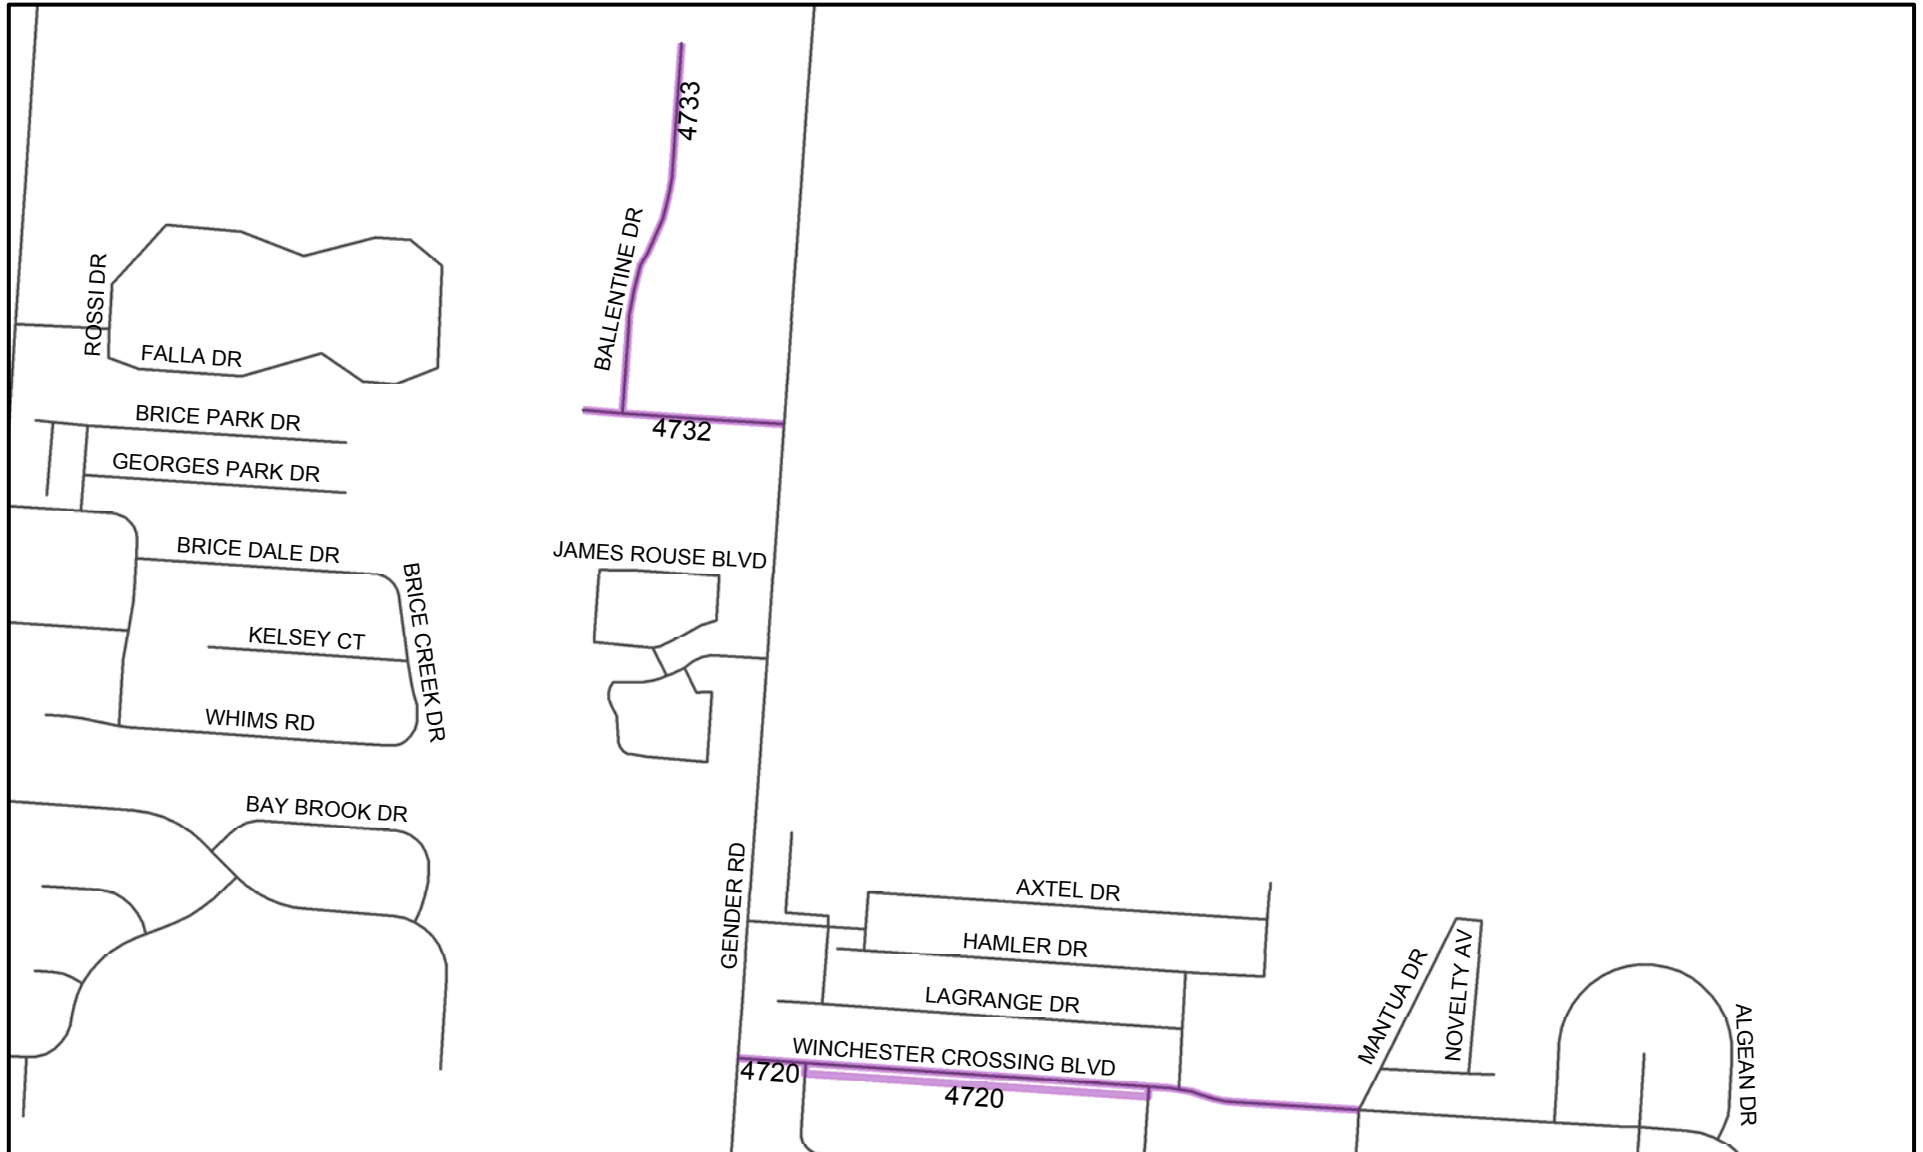 4733
BALLENTINE DR
ROSSI DR
FALLA DR
BRICE PARK DR
4732
GEORGES PARK DR
BRICE DALE DR
JAMES ROUSE BLVD
BRICE CREEK DR
KELSEY CT
WHIMS RD
BAY BROOK DR
GENDER RD
AXTEL DR
HAMLER DR
LAGRANGE DR
MANTUA DR
NOVELTY AV
ALGEAN DR
WINCHESTER CROSSING BLVD
4720
4720